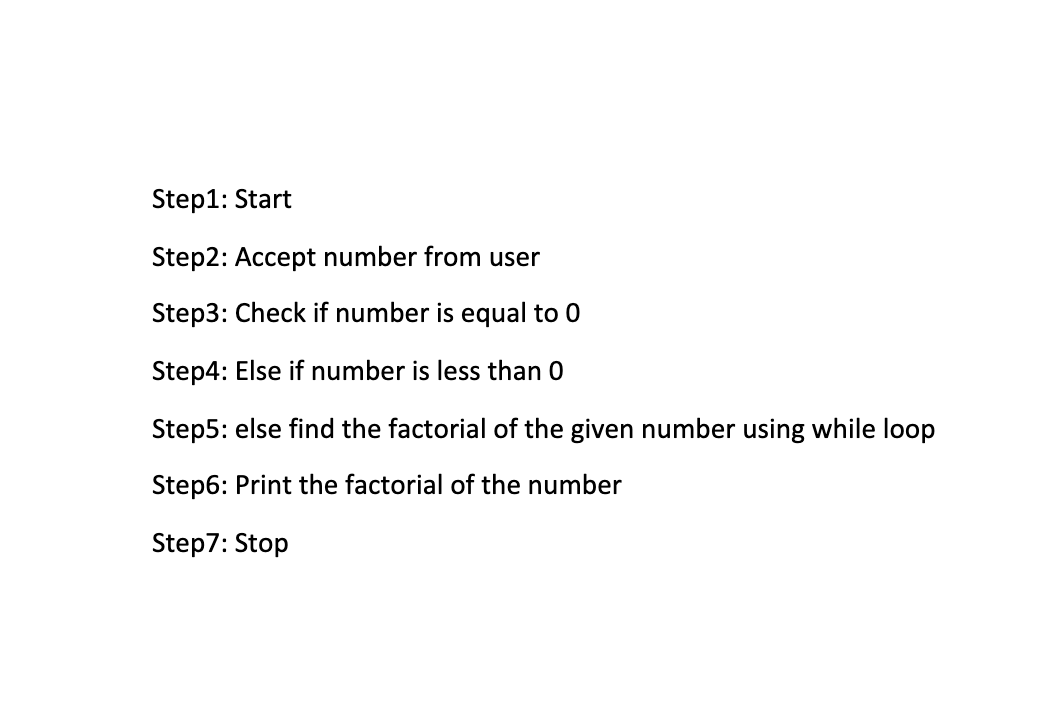 Step1: Start
Step2: Accept number from user
Step3: Check if number is equal to 0
Step4: Else if number is less than 0
Step5: else find the factorial of the given number using while loop
Step6: Print the factorial of the number
Step7: Stop